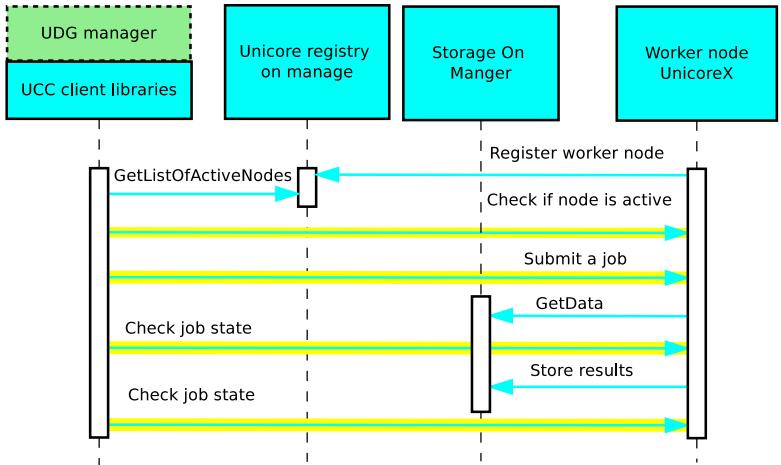 UDG manager
UCC client libraries
Unicore registry
on manage
Storage On
Manger
Worker node
UnicoreX
Register worker node
GetListOfActiveNodes
Check if node is active
Submit a job
GetData
Check job state
Store results
Check job state